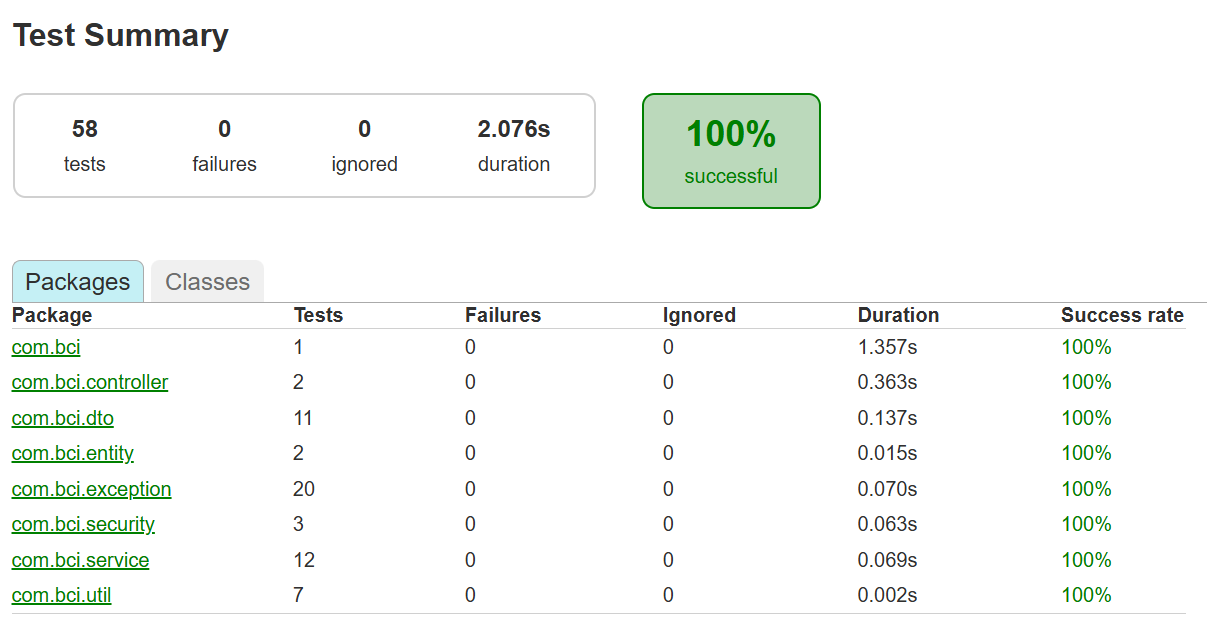 Test Summary
58 0 0 2.076s
tests failures ignored duration
100%
successful
Packages Classes
Package Tests Failures Ignored Duration Success rate
com.bci 1 0 0 1.357s 100%
com.bci.controller 2 0 0 0.363s 100%
com.bci.dto 11 0 0 0.137s 100%
com.bci.entity 2 0 0 0.015s 100%
com.bci.exception 20 0 0 0.070s 100%
com.bci.security 3 0 0 0.063s 100%
com.bci.service 12 0 0 0.069s 100%
com.bci.util 7 0 0 0.002s 100%